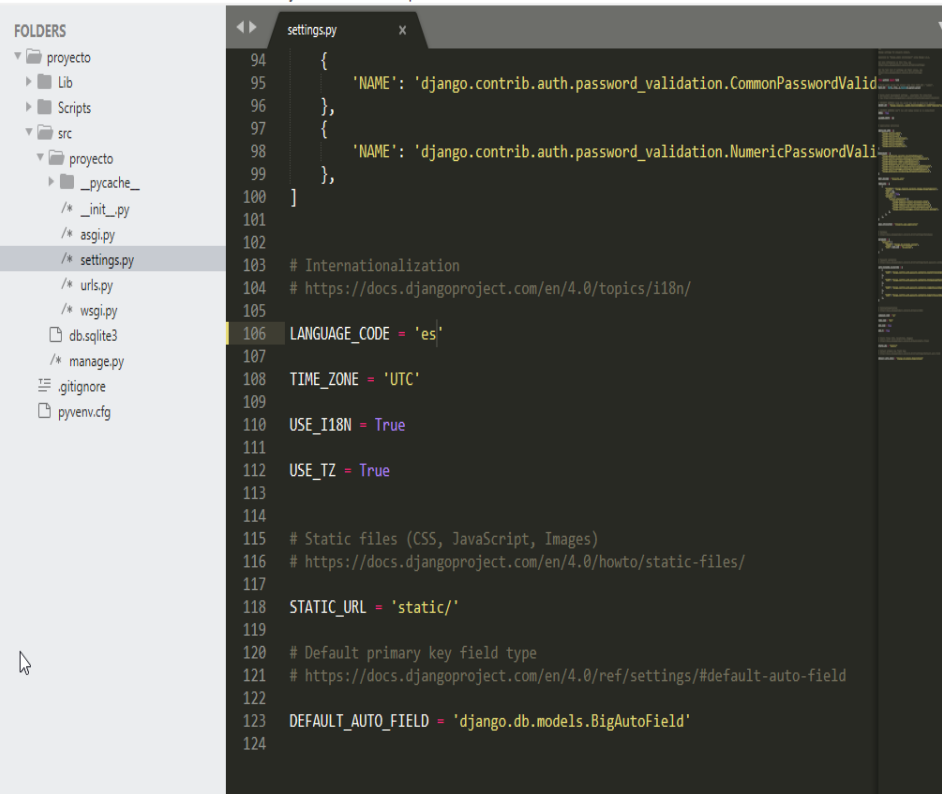 FOLDERS
proyecto
Lib
Scripts
src
proyecto
__pycache__
/* __init__.py
/* asgi.py
/* settings.py
/* urls.py
/* wsgi.py
db.sqlite3
/* manage.py
.gitignore
pyvenv.cfg
settings.py x
94 {
95 'NAME': 'django.contrib.auth.password_validation.CommonPasswordValid
96 },
97 {
98 'NAME': 'django.contrib.auth.password_validation.NumericPasswordVali
99 },
100 ]
101
102
103 # Internationalization
104 # https://docs.djangoproject.com/en/4.0/topics/i18n/
105
106 LANGUAGE_CODE = 'es'
107
108 TIME_ZONE = 'UTC'
109
110 USE_I18N = True
111
112 USE_TZ = True
113
114
115 # Static files (CSS, JavaScript, Images)
116 # https://docs.djangoproject.com/en/4.0/howto/static-files/
117
118 STATIC_URL = 'static/'
119
120 # Default primary key field type
121 # https://docs.djangoproject.com/en/4.0/ref/settings/#default-auto-field
122
123 DEFAULT_AUTO_FIELD = 'django.db.models.BigAutoField'
124